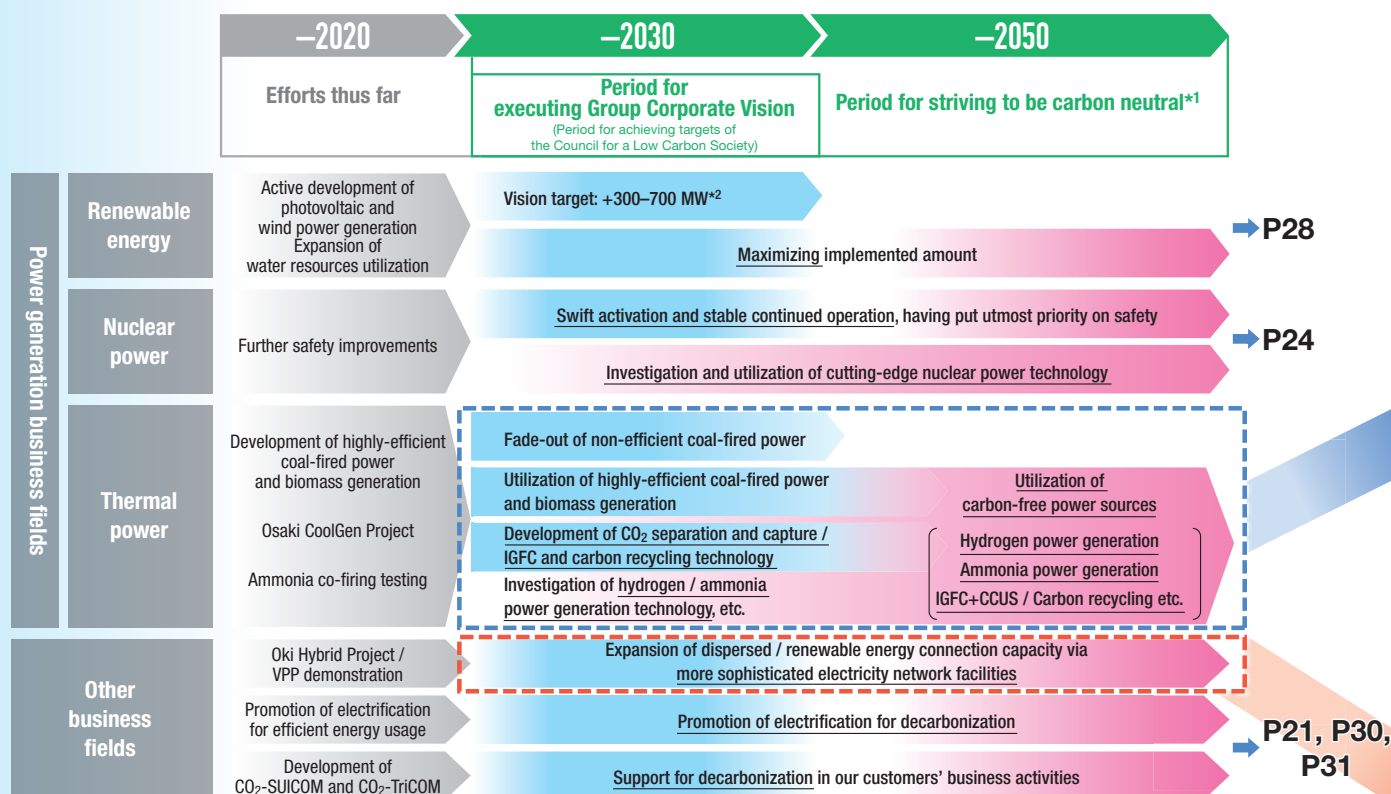 –2020
–2030
–2050
Efforts thus far
Period for
executing Group Corporate Vision
(Period for achieving targets of
the Council for a Low Carbon Society)
Period for striving to be carbon neutral*1
Power generation business fields
Renewable
energy
Active development of
photovoltaic and
wind power generation
Expansion of
water resources utilization
Vision target: +300–700 MW*2
Maximizing implemented amount
P28
Nuclear
power
Further safety improvements
Swift activation and stable continued operation, having put utmost priority on safety
Investigation and utilization of cutting-edge nuclear power technology
P24
Thermal
power
Development of highly-efficient
coal-fired power
and biomass generation
Osaki CoolGen Project
Ammonia co-firing testing
Fade-out of non-efficient coal-fired power
Utilization of highly-efficient coal-fired power
and biomass generation
Development of CO2 separation and capture /
IGFC and carbon recycling technology
Investigation of hydrogen / ammonia
power generation technology, etc.
Utilization of
carbon-free power sources
Hydrogen power generation
Ammonia power generation
IGFC+CCUS / Carbon recycling etc.
Other
business
fields
Oki Hybrid Project /
VPP demonstration
Expansion of dispersed / renewable energy connection capacity via
more sophisticated electricity network facilities
Promotion of electrification
for efficient energy usage
Promotion of electrification for decarbonization
Development of
CO2-SUICOM and CO2-TriCOM
Support for decarbonization in our customers' business activities
P21, P30,
P31